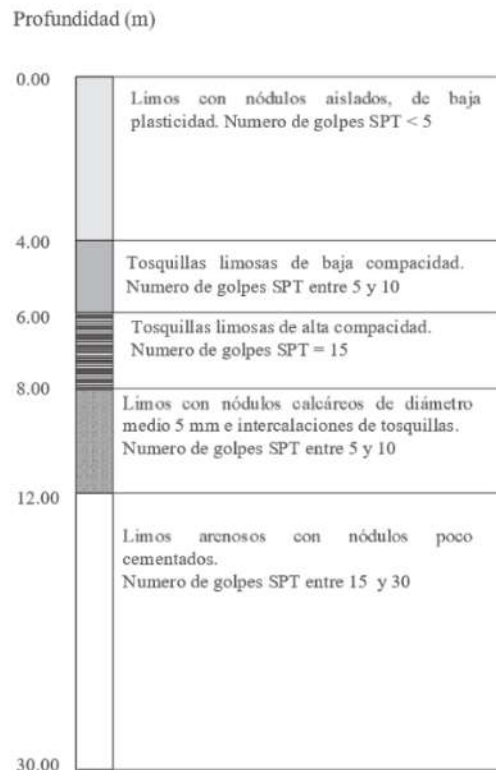 Profundidad (m)
0.00
Limos con nódulos aislados, de baja
plasticidad. Numero de golpes SPT < 5
4.00
Tosquillas limosas de baja compacidad.
Numero de golpes SPT entre 5 y 10
6.00
Tosquillas limosas de alta compacidad.
Numero de golpes SPT = 15
8.00
Limos con nódulos calcáreos de diámetro
medio 5 mm e intercalaciones de tosquillas.
Numero de golpes SPT entre 5 y 10
12.00
Limos arenosos con nódulos poco
cementados.
Numero de golpes SPT entre 15 y 30
30.00